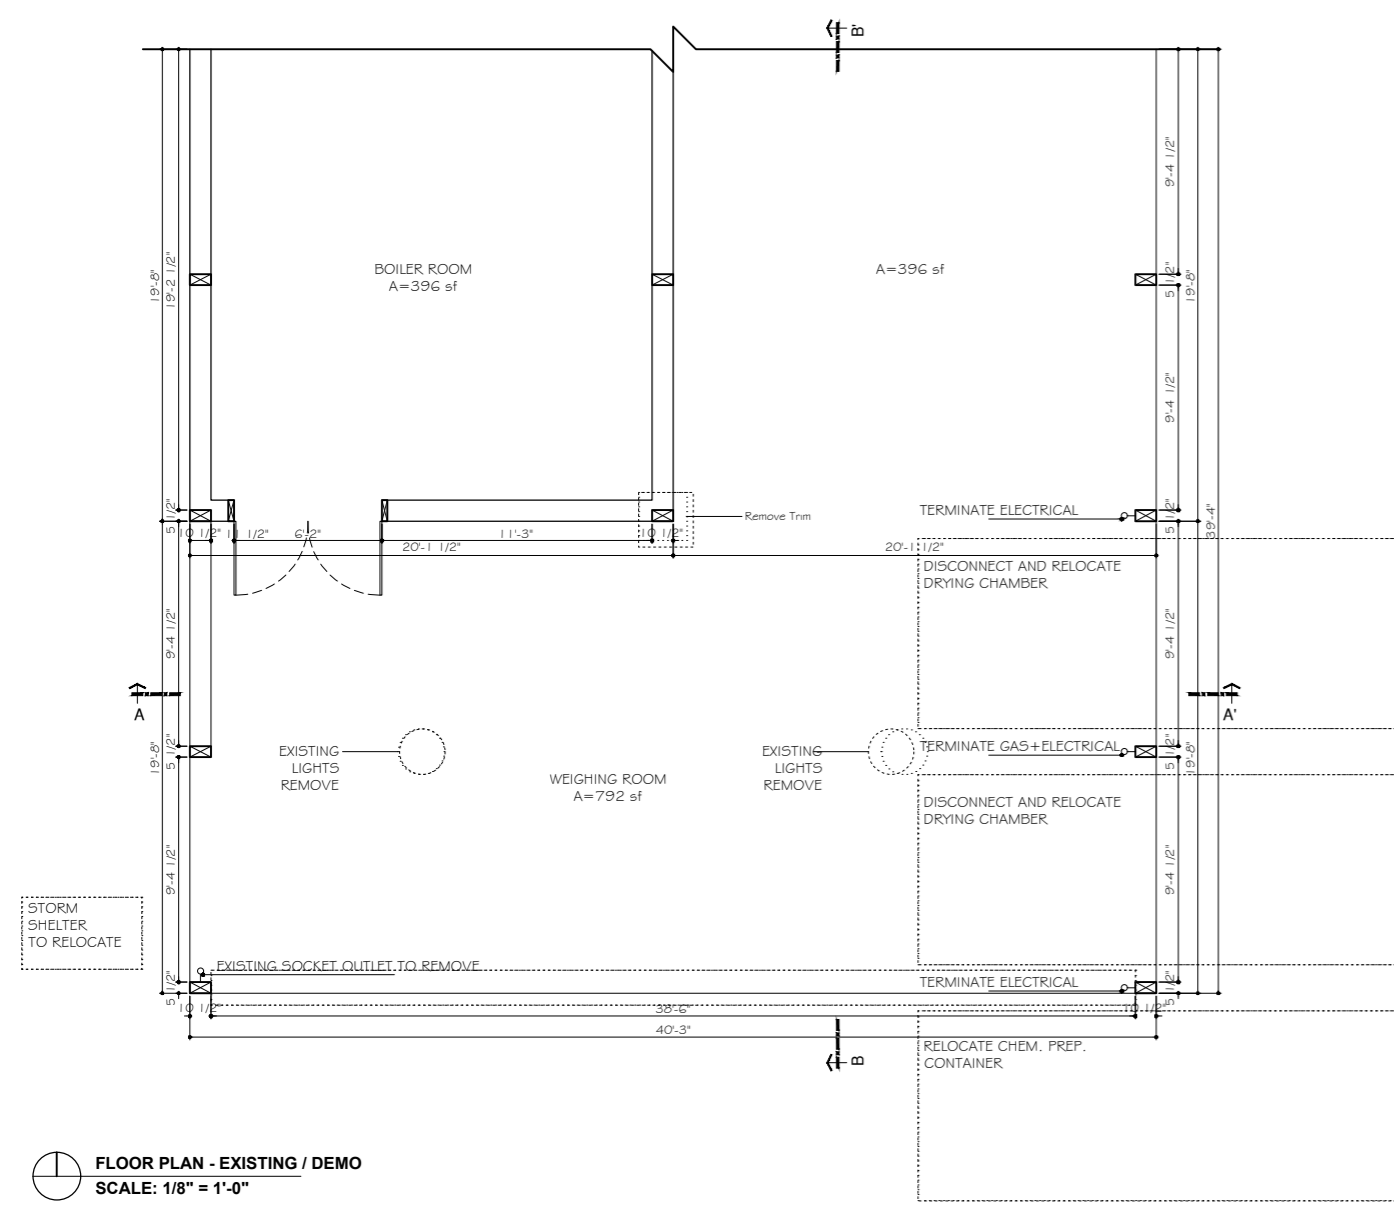 B'
9'-4 1/2"
19'-8"
19'-2 1/2"
BOILER ROOM
A=396 sf
A=396 sf
5 1/2"
19'-8"
9'-4 1/2"
5 1/2"
TERMINATE ELECTRICAL
Remove Trim
5 1/2"
39'-4"
10 1/2"
11 1/2"
6'-2"
11'-3"
10 1/2"
20'-1 1/2"
20'-1 1/2"
DISCONNECT AND RELOCATE
DRYING CHAMBER
9'-4 1/2"
9'-4 1/2"
A
A'
EXISTING
LIGHTS
REMOVE
EXISTING
LIGHTS
REMOVE
TERMINATE GAS+ELECTRICAL
5 1/2"
19'-8"
5 1/2"
19'-8"
WEIGHING ROOM
A=792 sf
DISCONNECT AND RELOCATE
DRYING CHAMBER
9'-4 1/2"
9'-4 1/2"
STORM
SHELTER
TO RELOCATE
EXISTING SOCKET OUTLET TO REMOVE
TERMINATE ELECTRICAL
5 1/2"
5 1/2"
10 1/2"
38'-6"
10 1/2"
40'-3"
B
RELOCATE CHEM. PREP.
CONTAINER
FLOOR PLAN - EXISTING / DEMO
SCALE: 1/8" = 1'-0"